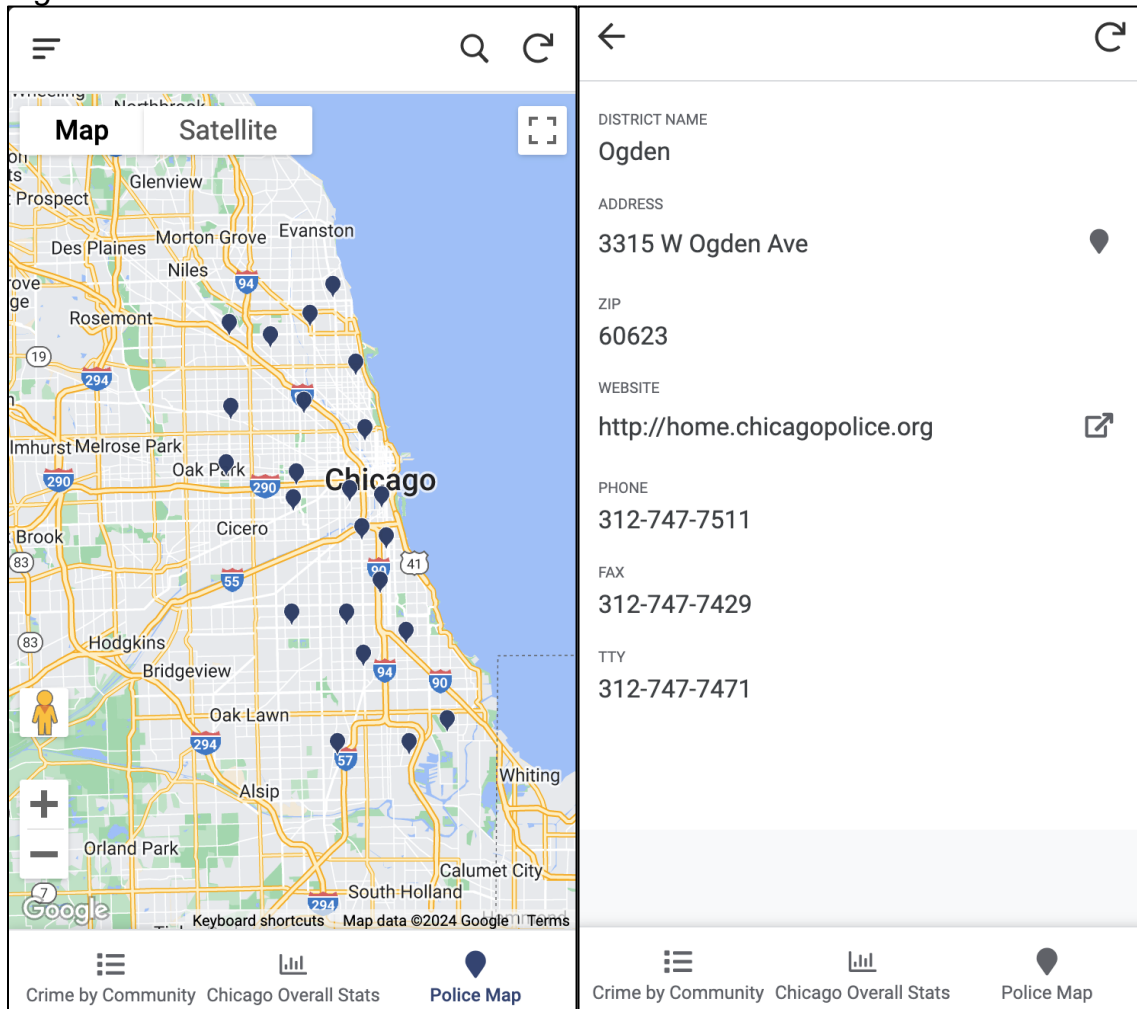 Map Satellite
Glenview
Prospect
Morton Grove Evanston
Des Plaines
Niles
94
Rosemont
19
294
Melrose Park
Oak Park
290
290
Chicago
Cicero
Brook
83
55
90
41
83
Hodgkins
Bridgeview
94
90
Oak Lawn
294
57
Whiting
Alsip
Orland Park
Calumet City
7
South Holland
294
Google
Keyboard shortcuts Map data ©2024 Google Terms
Crime by Community Chicago Overall Stats Police Map
DISTRICT NAME
Ogden
ADDRESS
3315 W Ogden Ave
ZIP
60623
WEBSITE
http://home.chicagopolice.org
PHONE
312-747-7511
FAX
312-747-7429
TTY
312-747-7471
Crime by Community Chicago Overall Stats Police Map